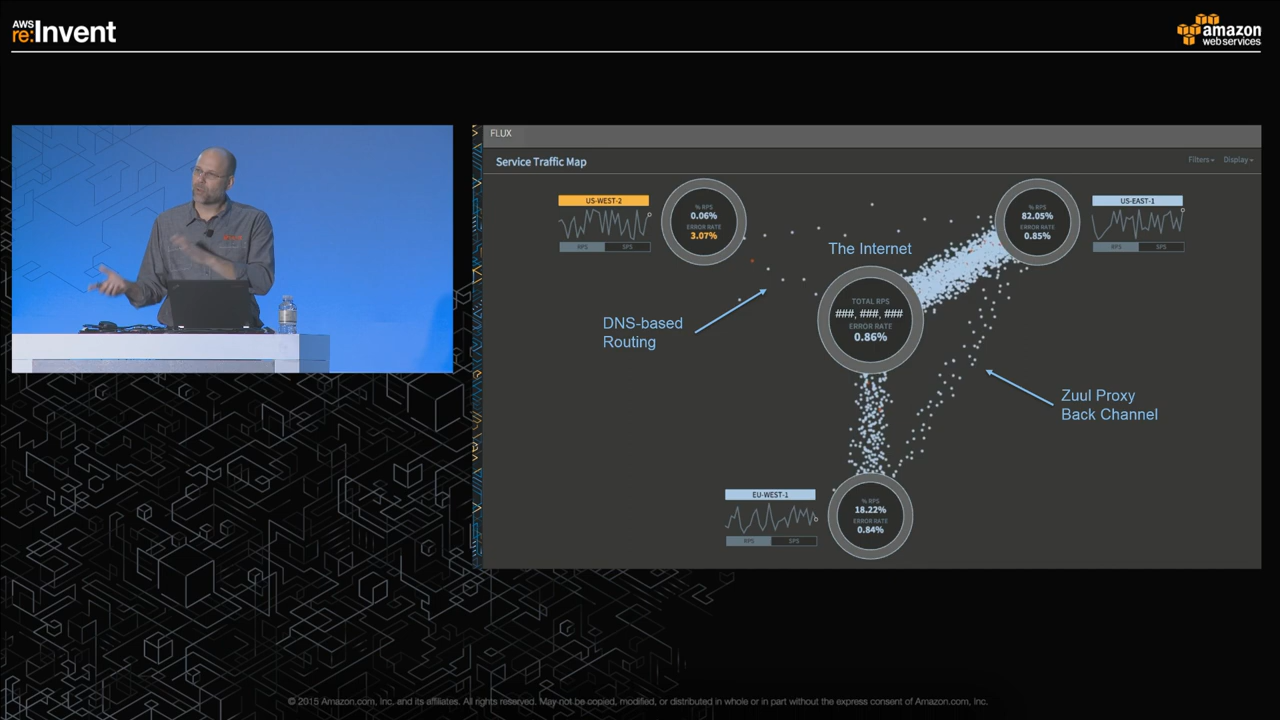 AWS
re:Invent
amazon
web services
FLUX
Service Traffic Map
Filters
Display
US-WEST-2
RPS
SPS
% RPS
0.06%
ERROR RATE
3.07%
The Internet
TOTAL RPS
###, ###, ###
ERROR RATE
0.86%
% RPS
82.05%
ERROR RATE
0.85%
US-EAST-1
RPS
SPS
DNS-based
Routing
Zuul Proxy
Back Channel
EU-WEST-1
RPS
SPS
% RPS
18.22%
ERROR RATE
0.84%
© 2015 Amazon.com, Inc. and its affiliates. All rights reserved. May not be copied, modified, or distributed in whole or in part without the express consent of Amazon.com, Inc.